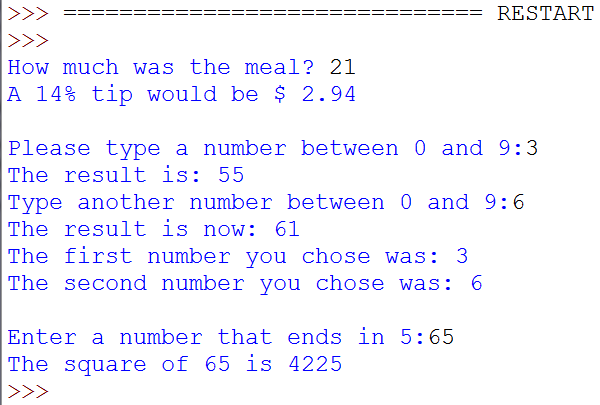 >>> ============================== RESTART
>>>
How much was the meal? 21
A 14% tip would be $ 2.94
Please type a number between 0 and 9:3
The result is: 55
Type another number between 0 and 9:6
The result is now: 61
The first number you chose was: 3
The second number you chose was: 6
Enter a number that ends in 5:65
The square of 65 is 4225
>>>